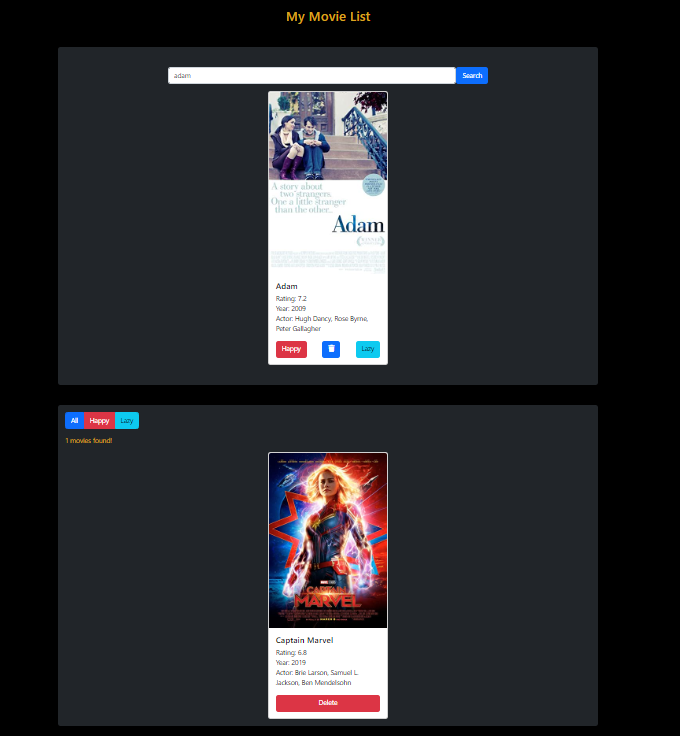 My Movie List
adam
Search
A story about
two strangers.
One a little stranger
than the other...
Adam
Adam
Rating: 7.2
Year: 2009
Actor: Hugh Dancy, Rose Byrne,
Peter Gallagher
Happy
Lazy
All
Happy
Lazy
1 movies found!
CAPTAIN
MARVEL
Captain Marvel
Rating: 6.8
Year: 2019
Actor: Brie Larson, Samuel L.
Jackson, Ben Mendelsohn
Delete